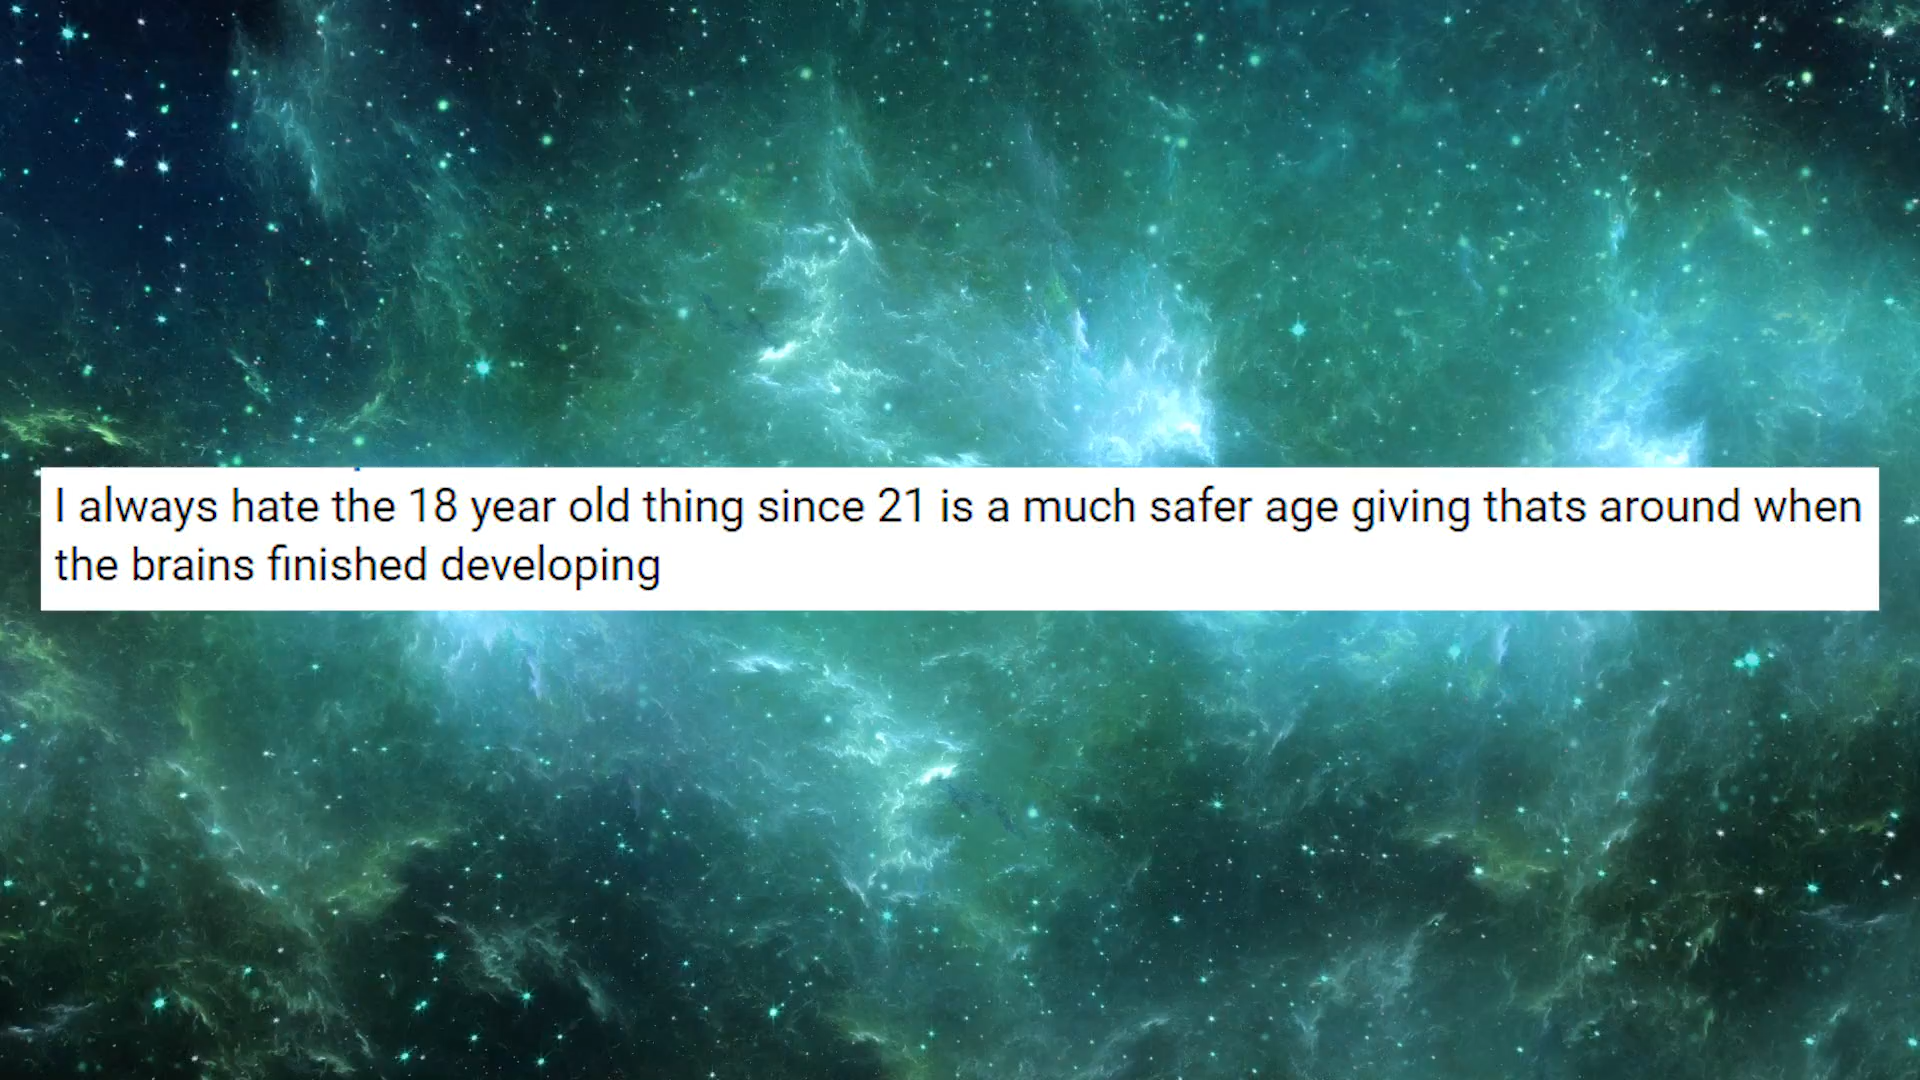 I always hate the 18 year old thing since 21 is a much safer age giving thats around when
the brains finished developing